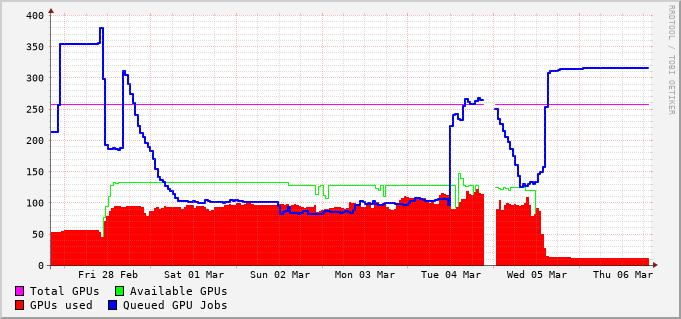 400
350
300
250
200
150
100
50
0
Fri 28 Feb Sat 01 Mar Sun 02 Mar Mon 03 Mar Tue 04 Mar Wed 05 Mar Thu 06 Mar
Total GPUs Available GPUs
GPUs used Queued GPU Jobs
RRDTOOL / TOBI OETIKER